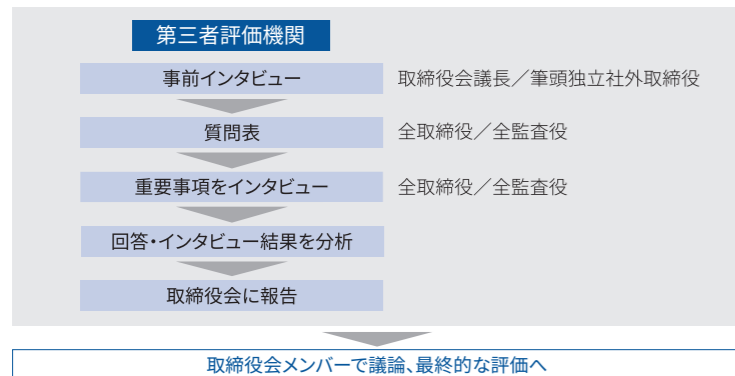 第三者評価機関
事前インタビュー 取締役会議長／筆頭独立社外取締役
質問表 全取締役／全監査役
重要事項をインタビュー 全取締役／全監査役
回答・インタビュー結果を分析
取締役会に報告
取締役会メンバーで議論、最終的な評価へ